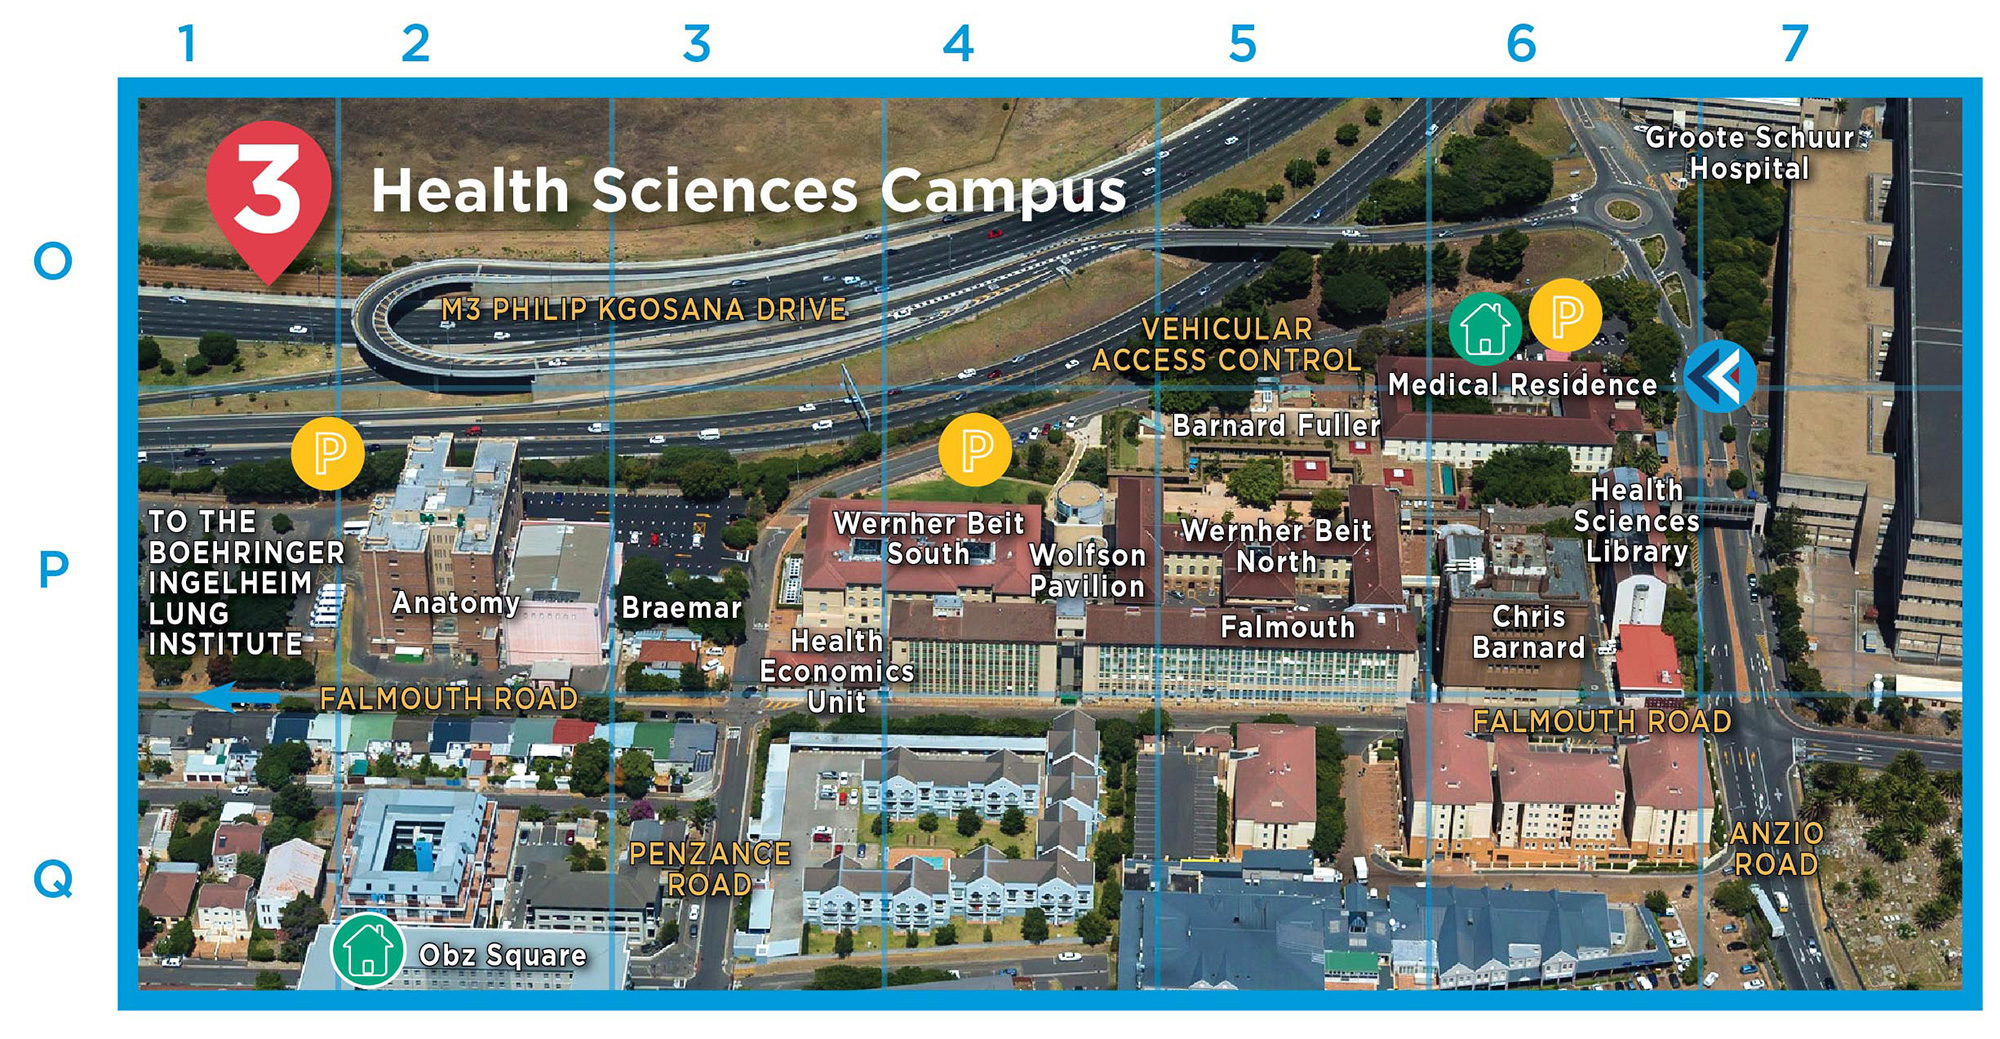 1 2 3 4 5 6 7
3
Health Sciences Campus
Groote Schuur
Hospital
O
M3 PHILIP KGOSANA DRIVE
VEHICULAR
ACCESS CONTROL
P
Medical Residence
Barnard Fuller
P
P
Health
Sciences
Library
TO THE
BOEHRINGER
INGELHEIM
LUNG
INSTITUTE
Wernher Beit
South
Wolfson
Pavilion
Wernher Beit
North
P
Anatomy
Braemar
Chris
Barnard
Falmouth
Health
Economics
Unit
FALMOUTH ROAD
FALMOUTH ROAD
PENZANCE
ROAD
ANZIO
ROAD
Q
Obz Square